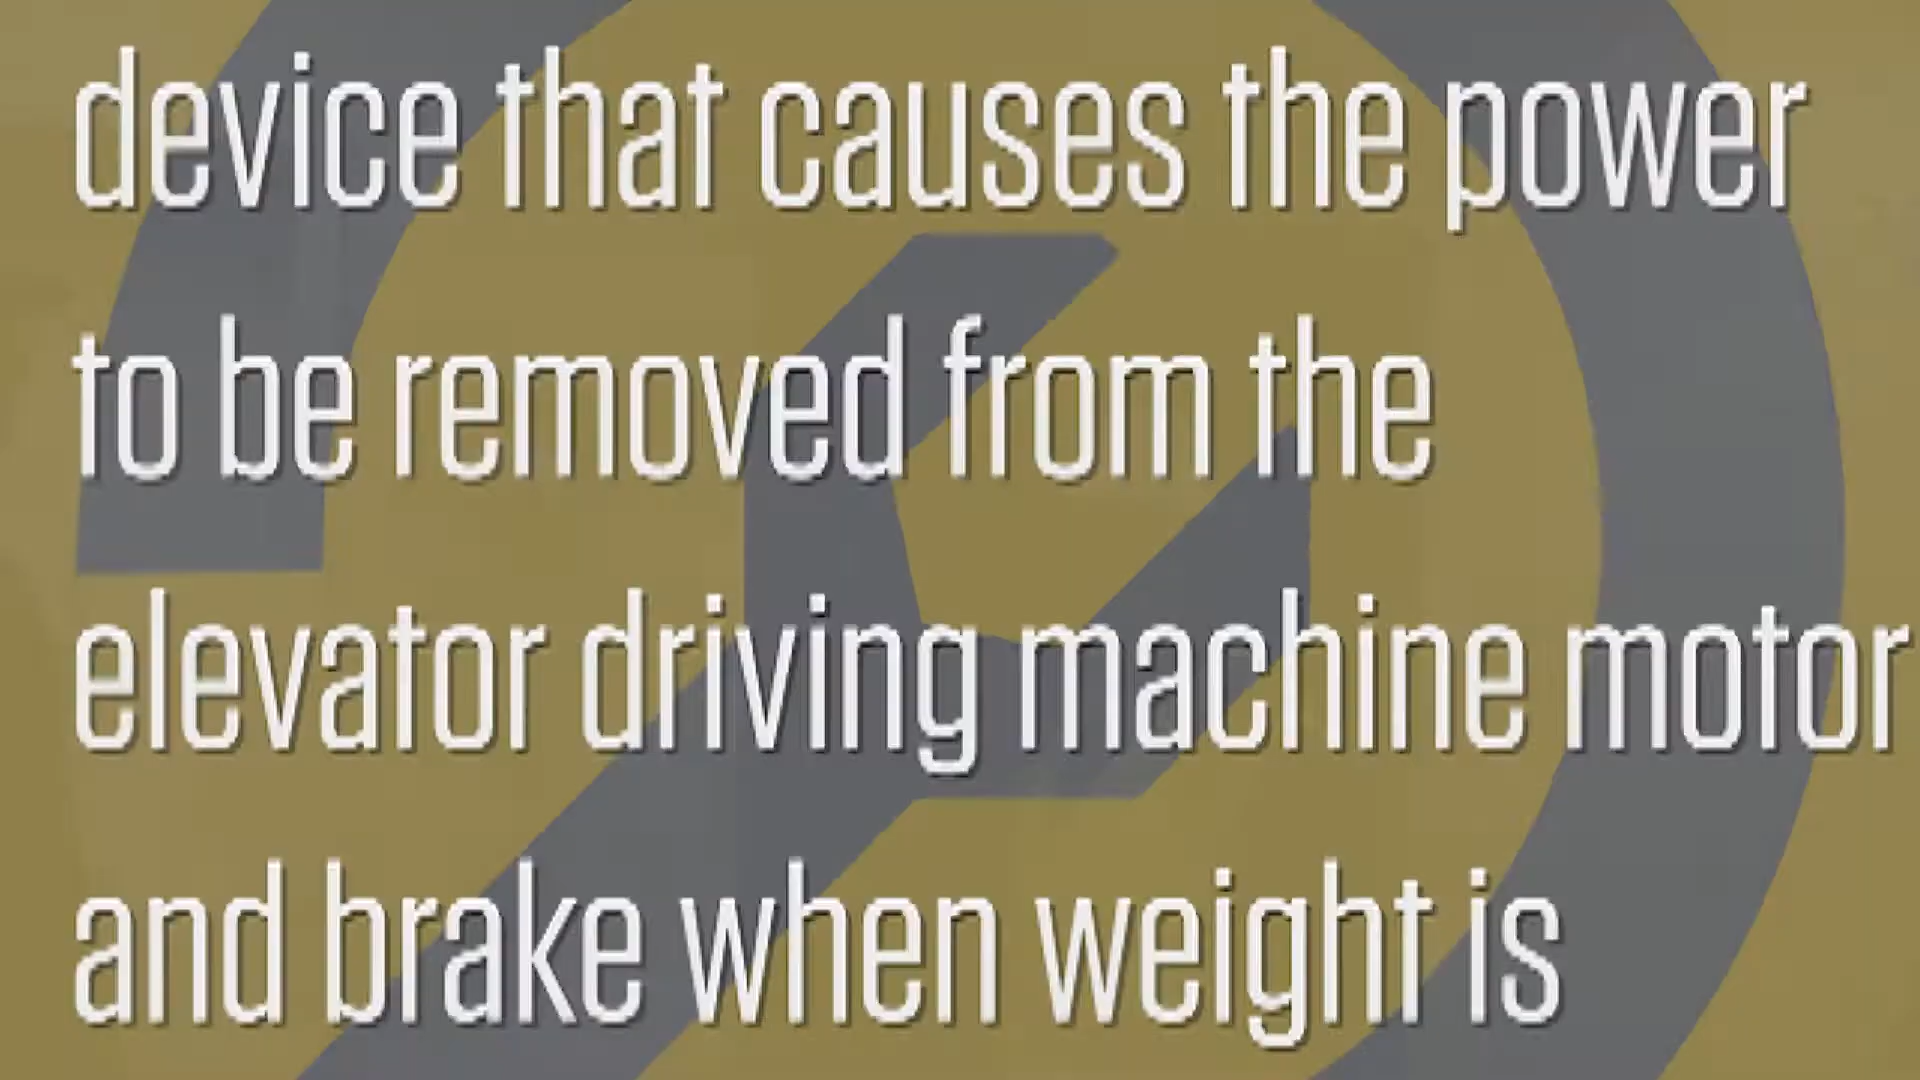 device that causes the power
to be removed from the
elevator driving machine motor
and brake when weight is